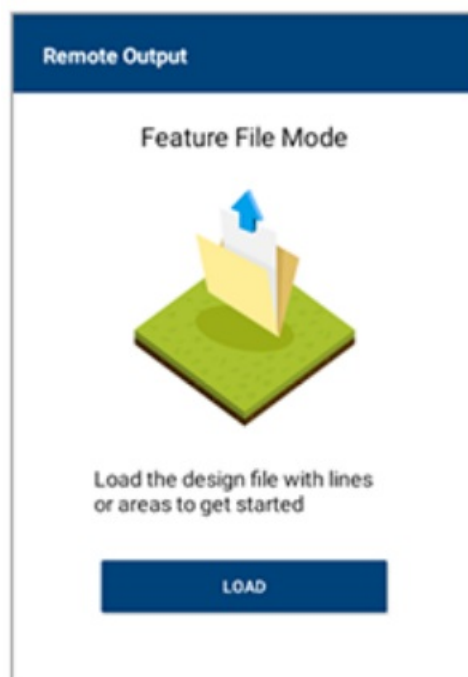 Remote Output
Feature File Mode
Load the design file with lines
or areas to get started
LOAD